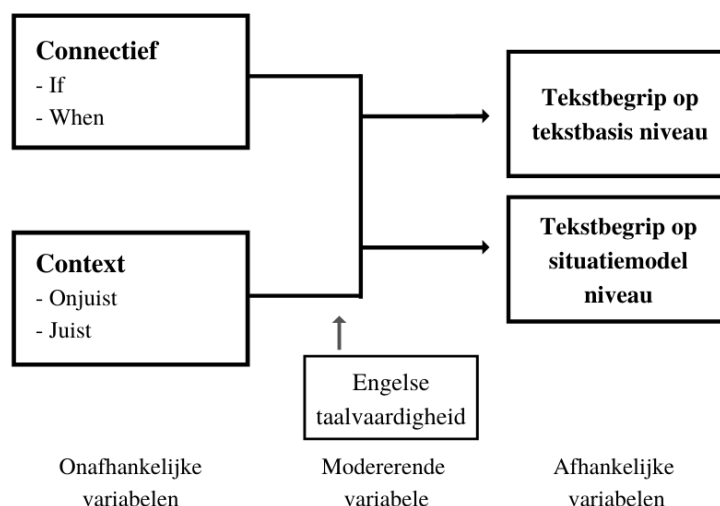 Connectief
- If
- When
Context
- Onjuist
- Juist
Engelse
taalvaardigheid
Tekstbegrip op
tekstbasis niveau
Tekstbegrip op
situatiemodel
niveau
Onafhankelijke
variabelen
Modererende
variabele
Afhankelijke
variabelen